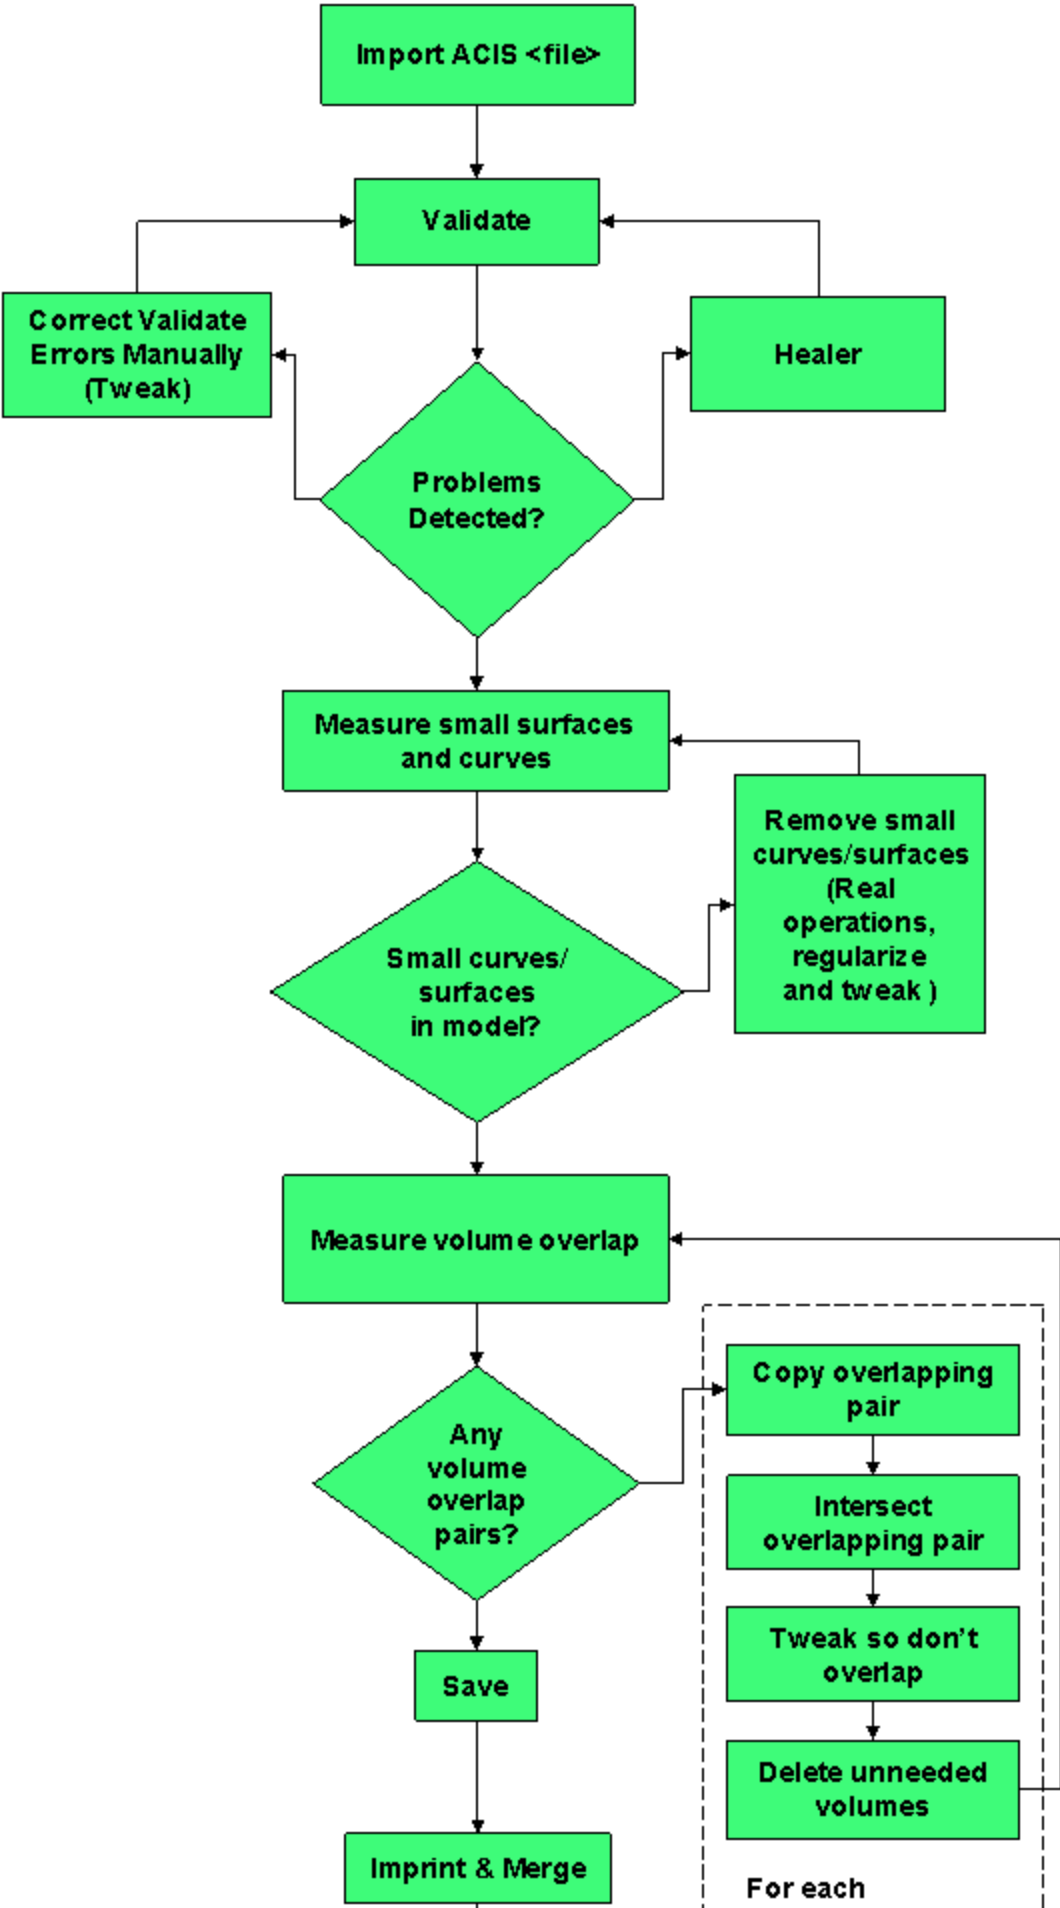 Import ACIS <file>
Validate
Correct Validate
Errors Manually
(Tweak)
Healer
Problems
Detected?
Measure small surfaces
and curves
Remove small
curves/surfaces
(Real
operations,
regularize
and tweak )
Small curves/
surfaces
in model?
Measure volume overlap
Copy overlapping
pair
Any
volume
overlap
pairs?
Intersect
overlapping pair
Tweak so don't
overlap
Save
Delete unneeded
volumes
Imprint & Merge
For each